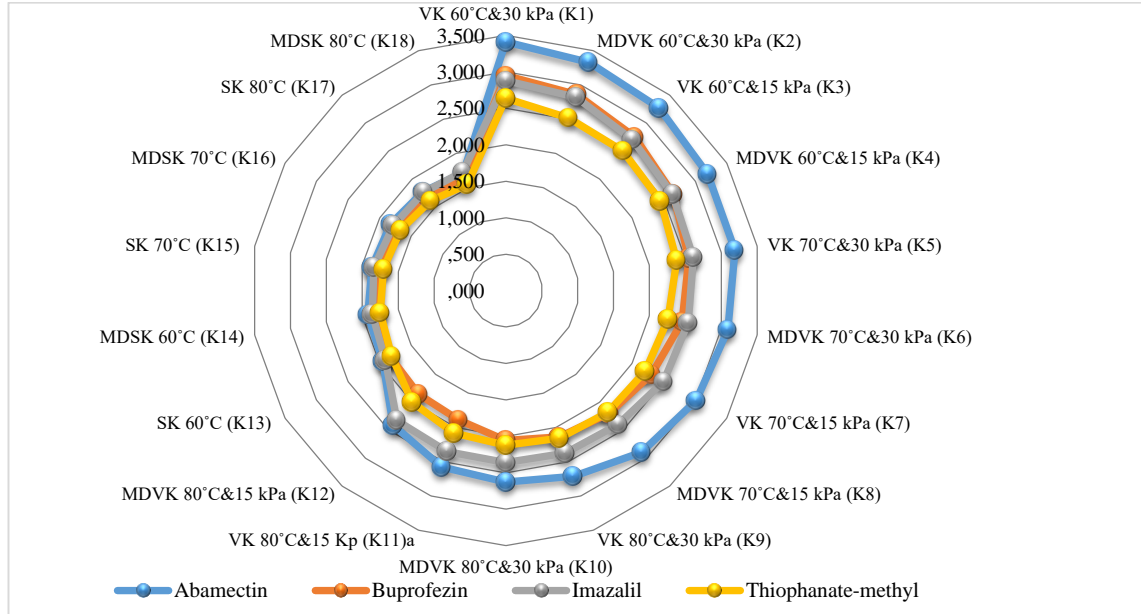 VK 60˚C&30 kPa (K1)
MDVK 60˚C&30 kPa (K2)
VK 60˚C&15 kPa (K3)
MDVK 60˚C&15 kPa (K4)
VK 70˚C&30 kPa (K5)
MDVK 70˚C&30 kPa (K6)
VK 70˚C&15 kPa (K7)
MDVK 70˚C&15 kPa (K8)
VK 80˚C&30 kPa (K9)
MDVK 80˚C&30 kPa (K10)
VK 80˚C&15 Kp (K11)a
MDVK 80˚C&15 kPa (K12)
SK 60˚C (K13)
MDSK 60˚C (K14)
SK 70˚C (K15)
MDSK 70˚C (K16)
SK 80˚C (K17)
MDSK 80˚C (K18)
3,500
3,000
2,500
2,000
1,500
1,000
,500
,000
Abamectin
Buprofezin
Imazalil
Thiophanate-methyl